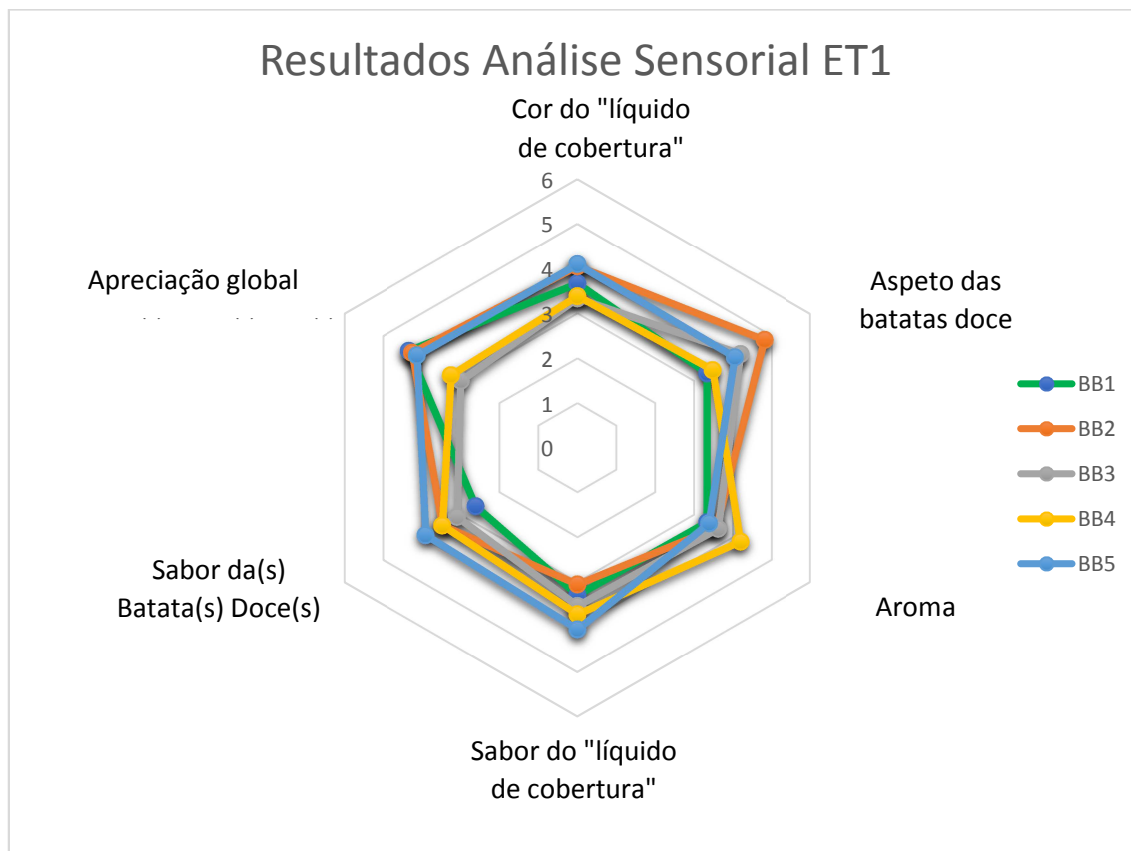 Resultados Análise Sensorial ET1
Cor do "líquido
de cobertura"
6
5
4
3
2
1
0
Apreciação global
Aspeto das
batatas doce
BB1
BB2
BB3
BB4
BB5
Sabor da(s)
Batata(s) Doce(s)
Aroma
Sabor do "líquido
de cobertura"